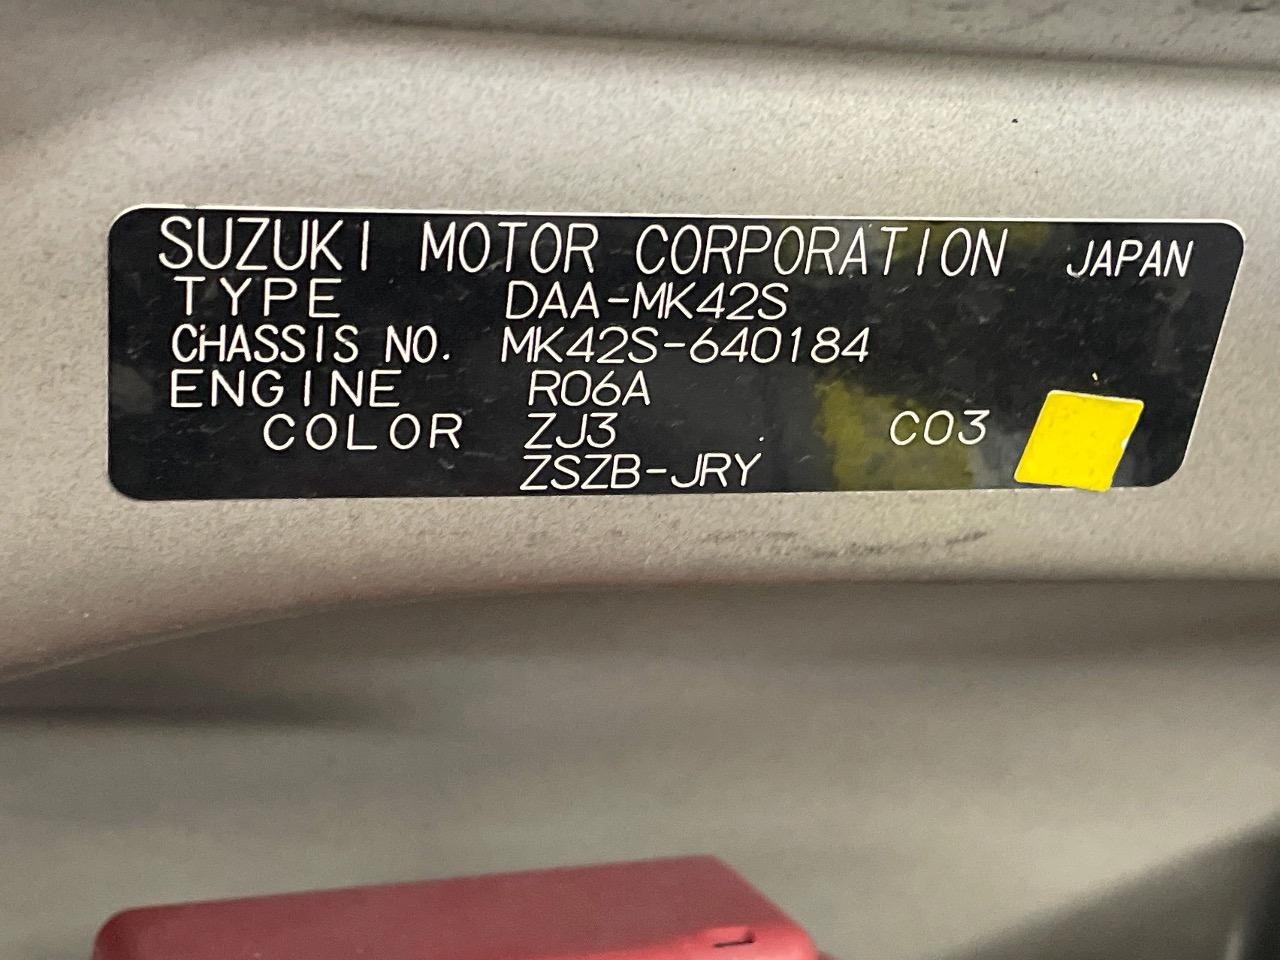 SUZUKI MOTOR CORPORATION JAPAN
TYPE DAA-MK42S
CHASSIS NO. MK42S-640184
ENGINE R06A
COLOR ZJ3 C03
ZSZB-JRY